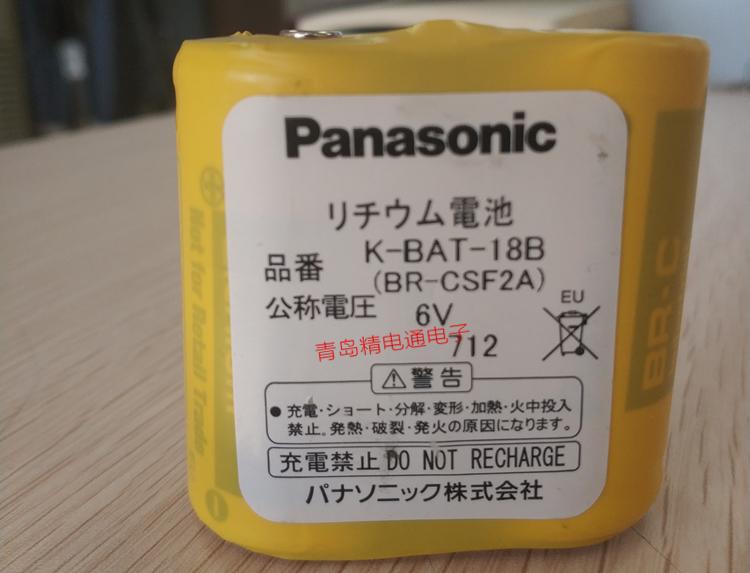 Panasonic
リチウム電池
品番 K-BAT-18B
(BR-CSF2A)
公称電圧 6V
青岛精电通电子
712
EU
⚠警告
●充電・ショート・分解・変形・加熱・火中投入
禁止。発熱・破裂・発火の原因になります。
充電禁止 DO NOT RECHARGE
パナソニック株式会社
Not for Retail Trade
BR-C